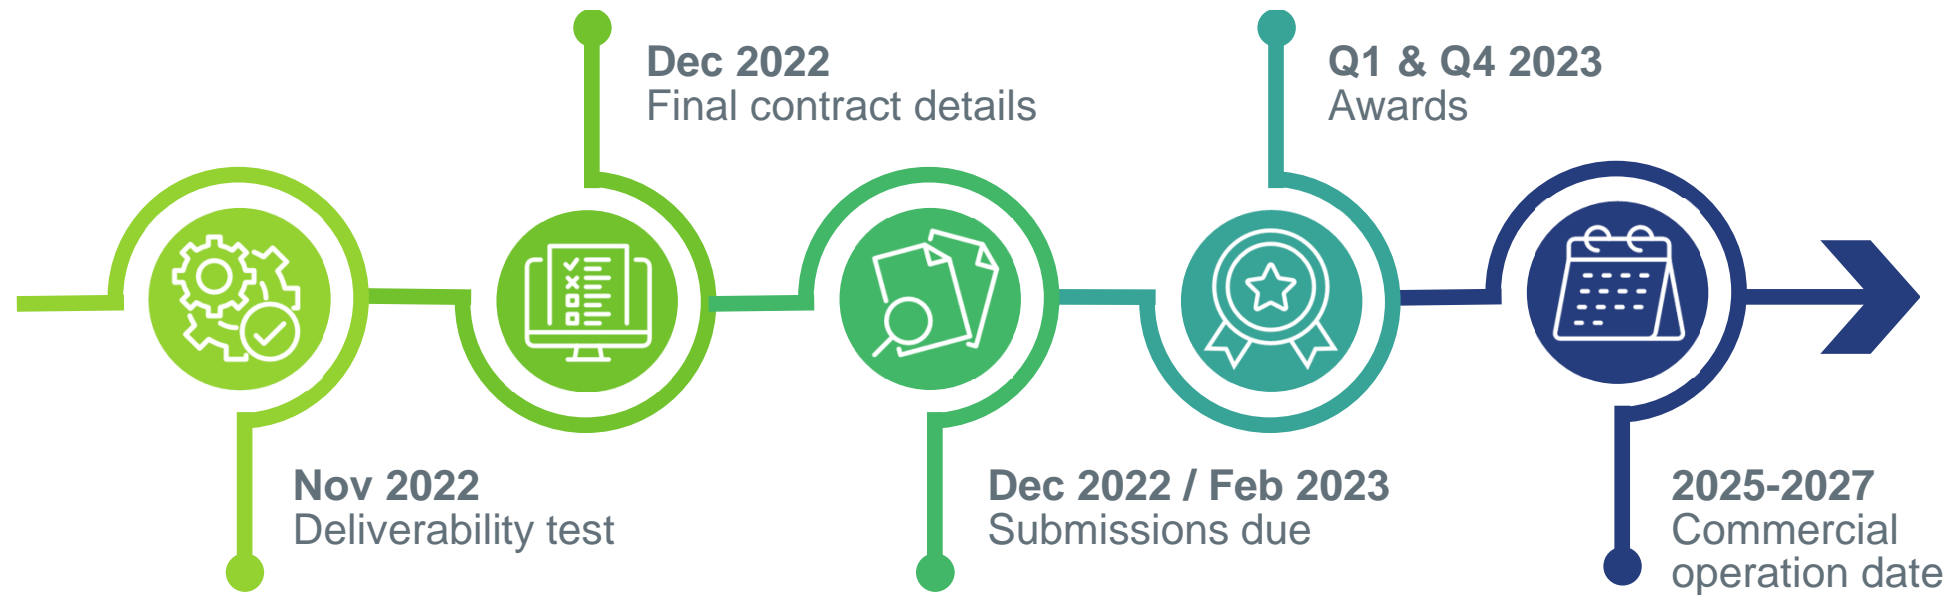 Nov 2022
Deliverability test
Dec 2022
Final contract details
Dec 2022 / Feb 2023
Submissions due
Q1 & Q4 2023
Awards
2025-2027
Commercial
operation date